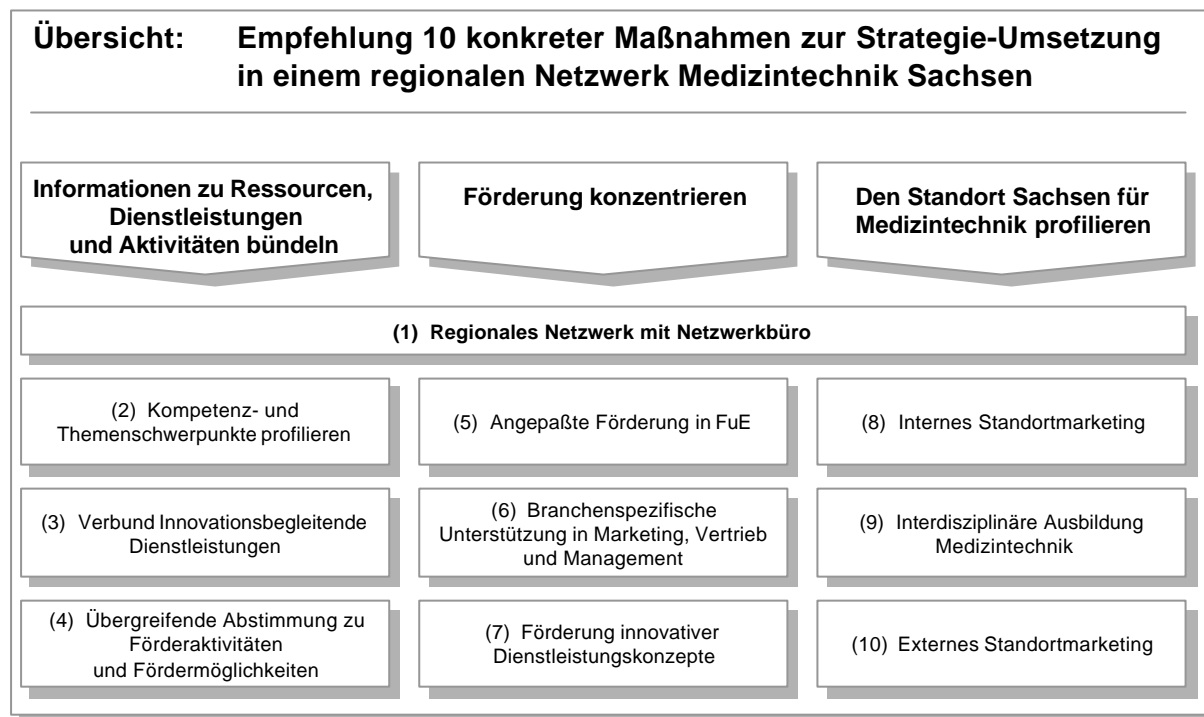 Übersicht: Empfehlung 10 konkreter Maßnahmen zur Strategie-Umsetzung
in einem regionalen Netzwerk Medizintechnik Sachsen
Informationen zu Ressourcen,
Dienstleistungen
und Aktivitäten bündeln
Förderung konzentrieren
Den Standort Sachsen für
Medizintechnik profilieren
(1) Regionales Netzwerk mit Netzwerkbüro
(2) Kompetenz- und
Themenschwerpunkte profilieren
(3) Verbund Innovationsbegleitende
Dienstleistungen
(4) Übergreifende Abstimmung zu
Förderaktivitäten
und Fördermöglichkeiten
(5) Angepaßte Förderung in FuE
(6) Branchenspezifische
Unterstützung in Marketing, Vertrieb
und Management
(7) Förderung innovativer
Dienstleistungskonzepte
(8) Internes Standortmarketing
(9) Interdisziplinäre Ausbildung
Medizintechnik
(10) Externes Standortmarketing